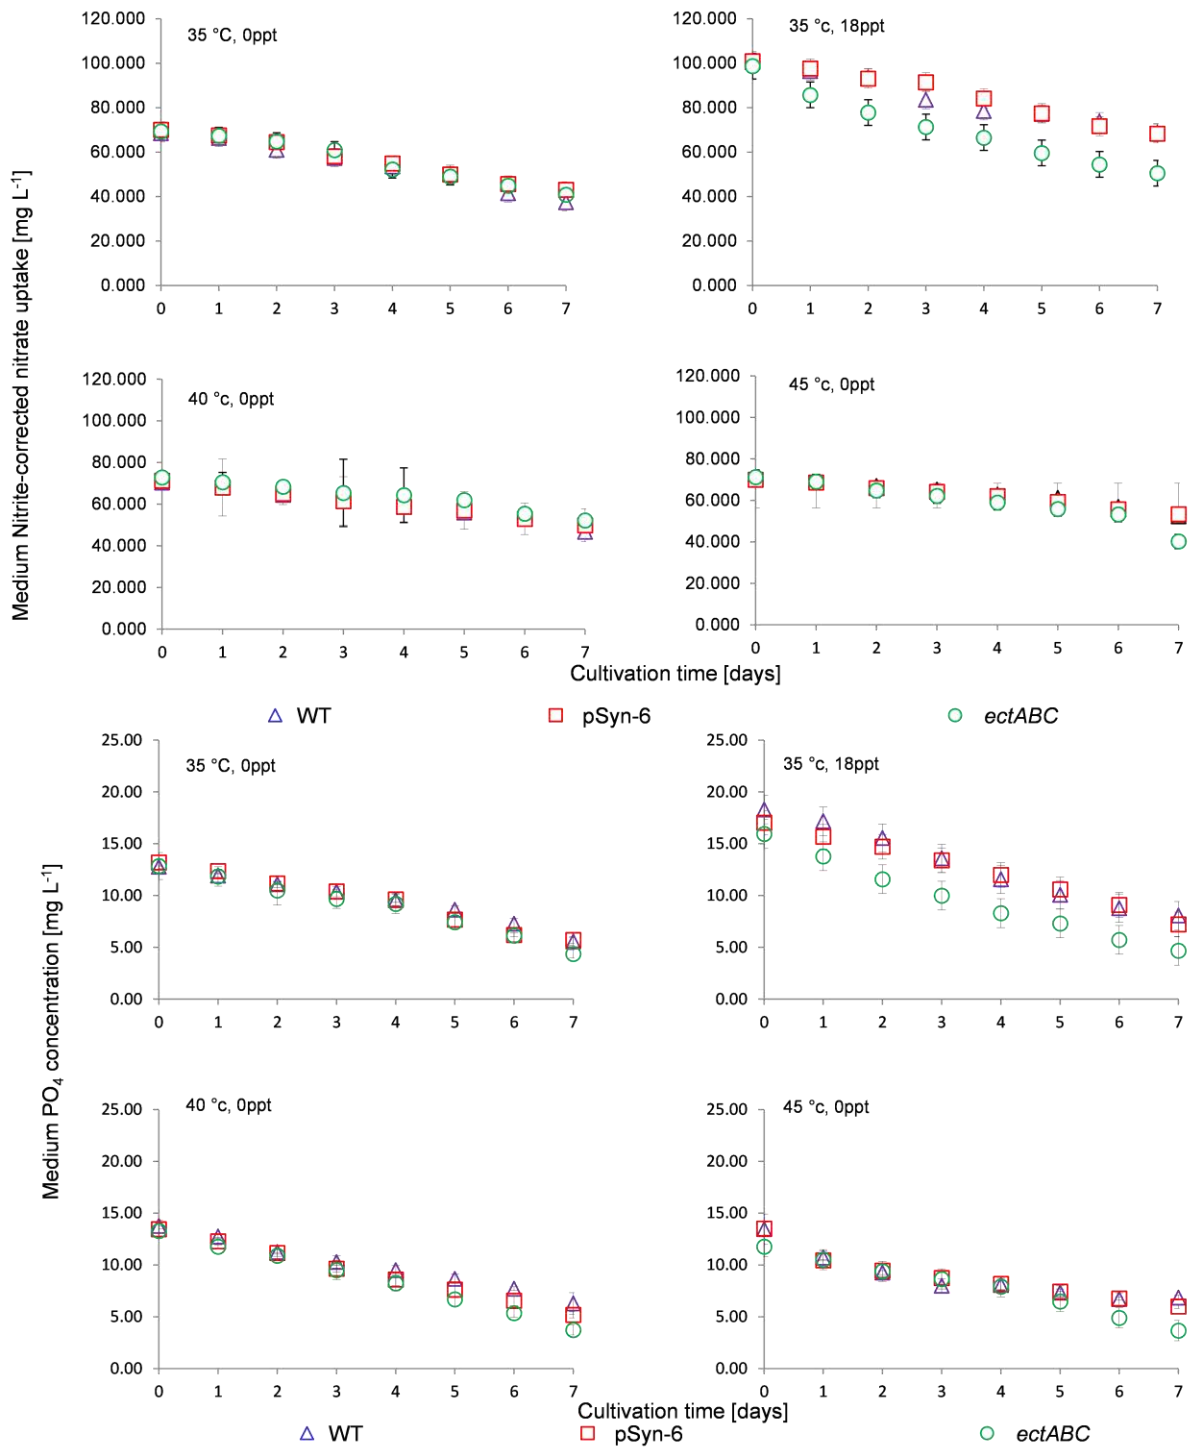 Medium Nitrite-corrected nitrate uptake [mg L-1]
35 °C, 0ppt
120.000
100.000
80.000
60.000
40.000
20.000
0.000
0 1 2 3 4 5 6 7
35 °c, 18ppt
120.000
100.000
80.000
60.000
40.000
20.000
0.000
0 1 2 3 4 5 6 7
40 °c, 0ppt
120.000
100.000
80.000
60.000
40.000
20.000
0.000
0 1 2 3 4 5 6 7
45 °c, 0ppt
120.000
100.000
80.000
60.000
40.000
20.000
0.000
0 1 2 3 4 5 6 7
Cultivation time [days]
WT pSyn-6 ectABC
Medium PO4 concentration [mg L-1]
35 °C, 0ppt
25.00
20.00
15.00
10.00
5.00
0.00
0 1 2 3 4 5 6 7
35 °c, 18ppt
25.00
20.00
15.00
10.00
5.00
0.00
0 1 2 3 4 5 6 7
40 °c, 0ppt
25.00
20.00
15.00
10.00
5.00
0.00
0 1 2 3 4 5 6 7
45 °c, 0ppt
25.00
20.00
15.00
10.00
5.00
0.00
0 1 2 3 4 5 6 7
Cultivation time [days]
WT pSyn-6 ectABC